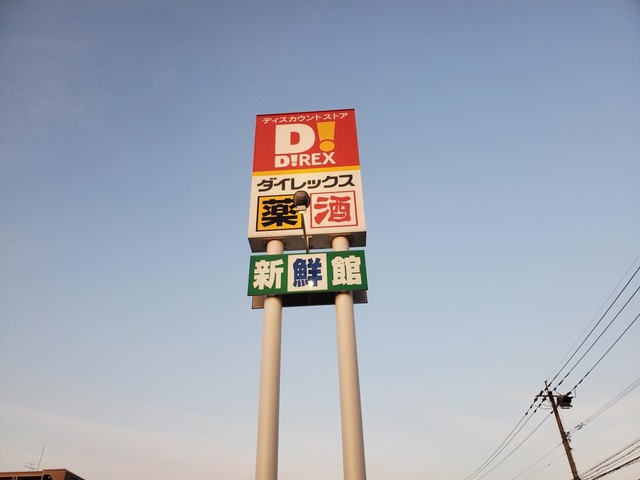 ディスカウント ストア
D!
D!REX
ダイレックス
薬 酒
新鮮館